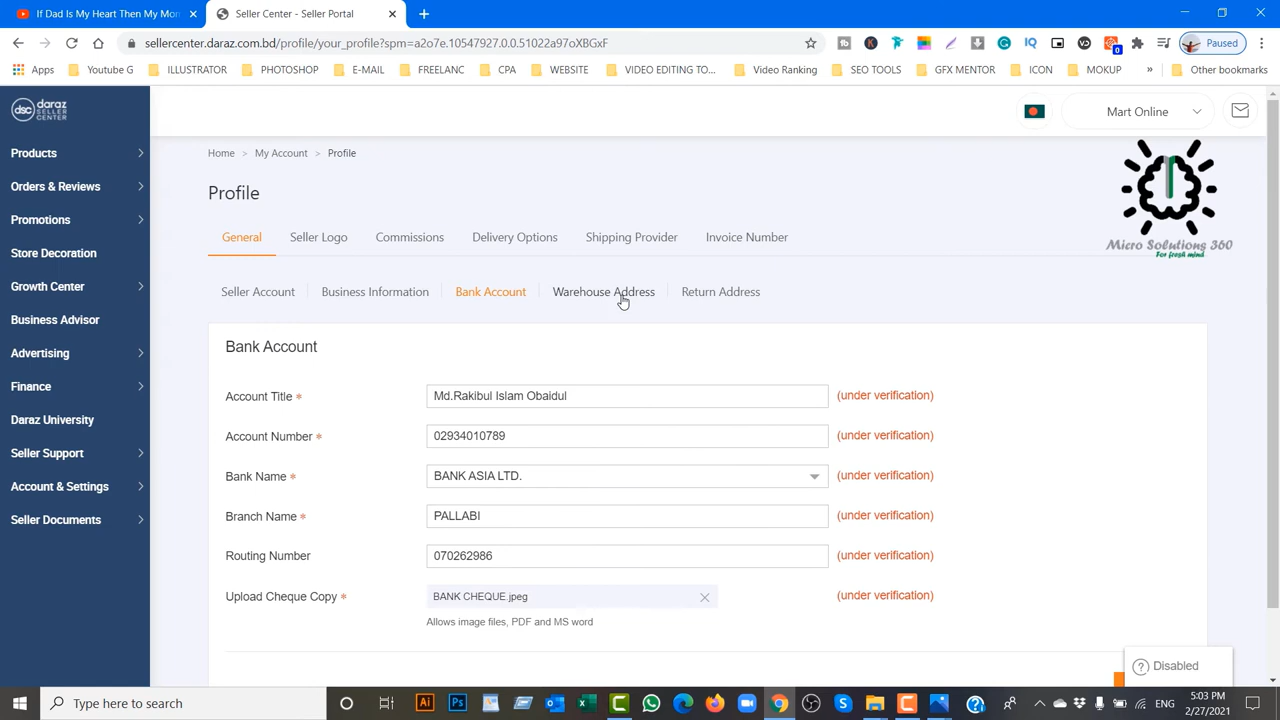 If Dad Is My Heart Then My Mom
Seller Center - Seller Portal
sellercenter.daraz.com.bd/profile/your_profile?spm=a2o7e.10547927.0.0.51022a97oXBGxF
Paused
Apps
Youtube G
ILLUSTRATOR
PHOTOSHOP
E-MAIL
FREELANC
CPA
WEBSITE
VIDEO EDITING TO...
Video Ranking
SEO TOOLS
GFX MENTOR
ICON
MOKUP
»
Other bookmarks
dsc daraz SELLER CENTER
Mart Online
Products
Orders & Reviews
Promotions
Store Decoration
Growth Center
Business Advisor
Advertising
Finance
Daraz University
Seller Support
Account & Settings
Seller Documents
Home > My Account > Profile
Micro Solutions 360
For fresh mind
Profile
General Seller Logo Commissions Delivery Options Shipping Provider Invoice Number
Seller Account Business Information Bank Account Warehouse Address Return Address
Bank Account
Account Title * Md.Rakibul Islam Obaidul (under verification)
Account Number * 02934010789 (under verification)
Bank Name * BANK ASIA LTD. (under verification)
Branch Name * PALLABI (under verification)
Routing Number 070262986 (under verification)
Upload Cheque Copy * BANK CHEQUE.jpeg (under verification)
Allows image files, PDF and MS word
? Disabled
Type here to search
ENG
5:03 PM
2/27/2021